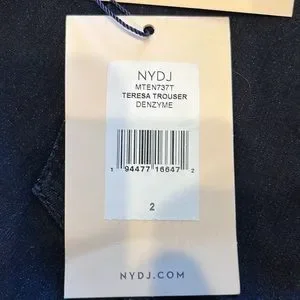 NYDJ
MTEN737T
TERESA TROUSER
DENZYME
1 94477 16647 2
2
NYDJ.COM